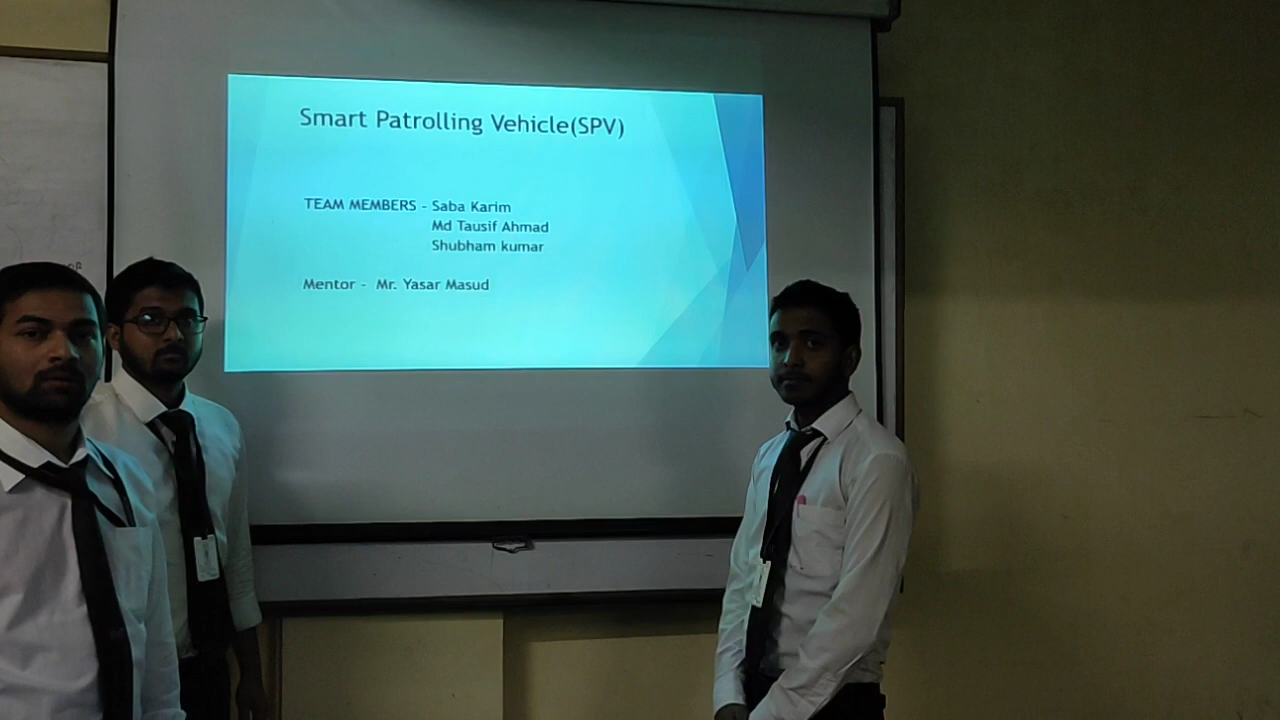 Smart Patrolling Vehicle(SPV)
TEAM MEMBERS - Saba Karim
Md Tausif Ahmad
Shubham kumar
Mentor - Mr. Yasar Masud